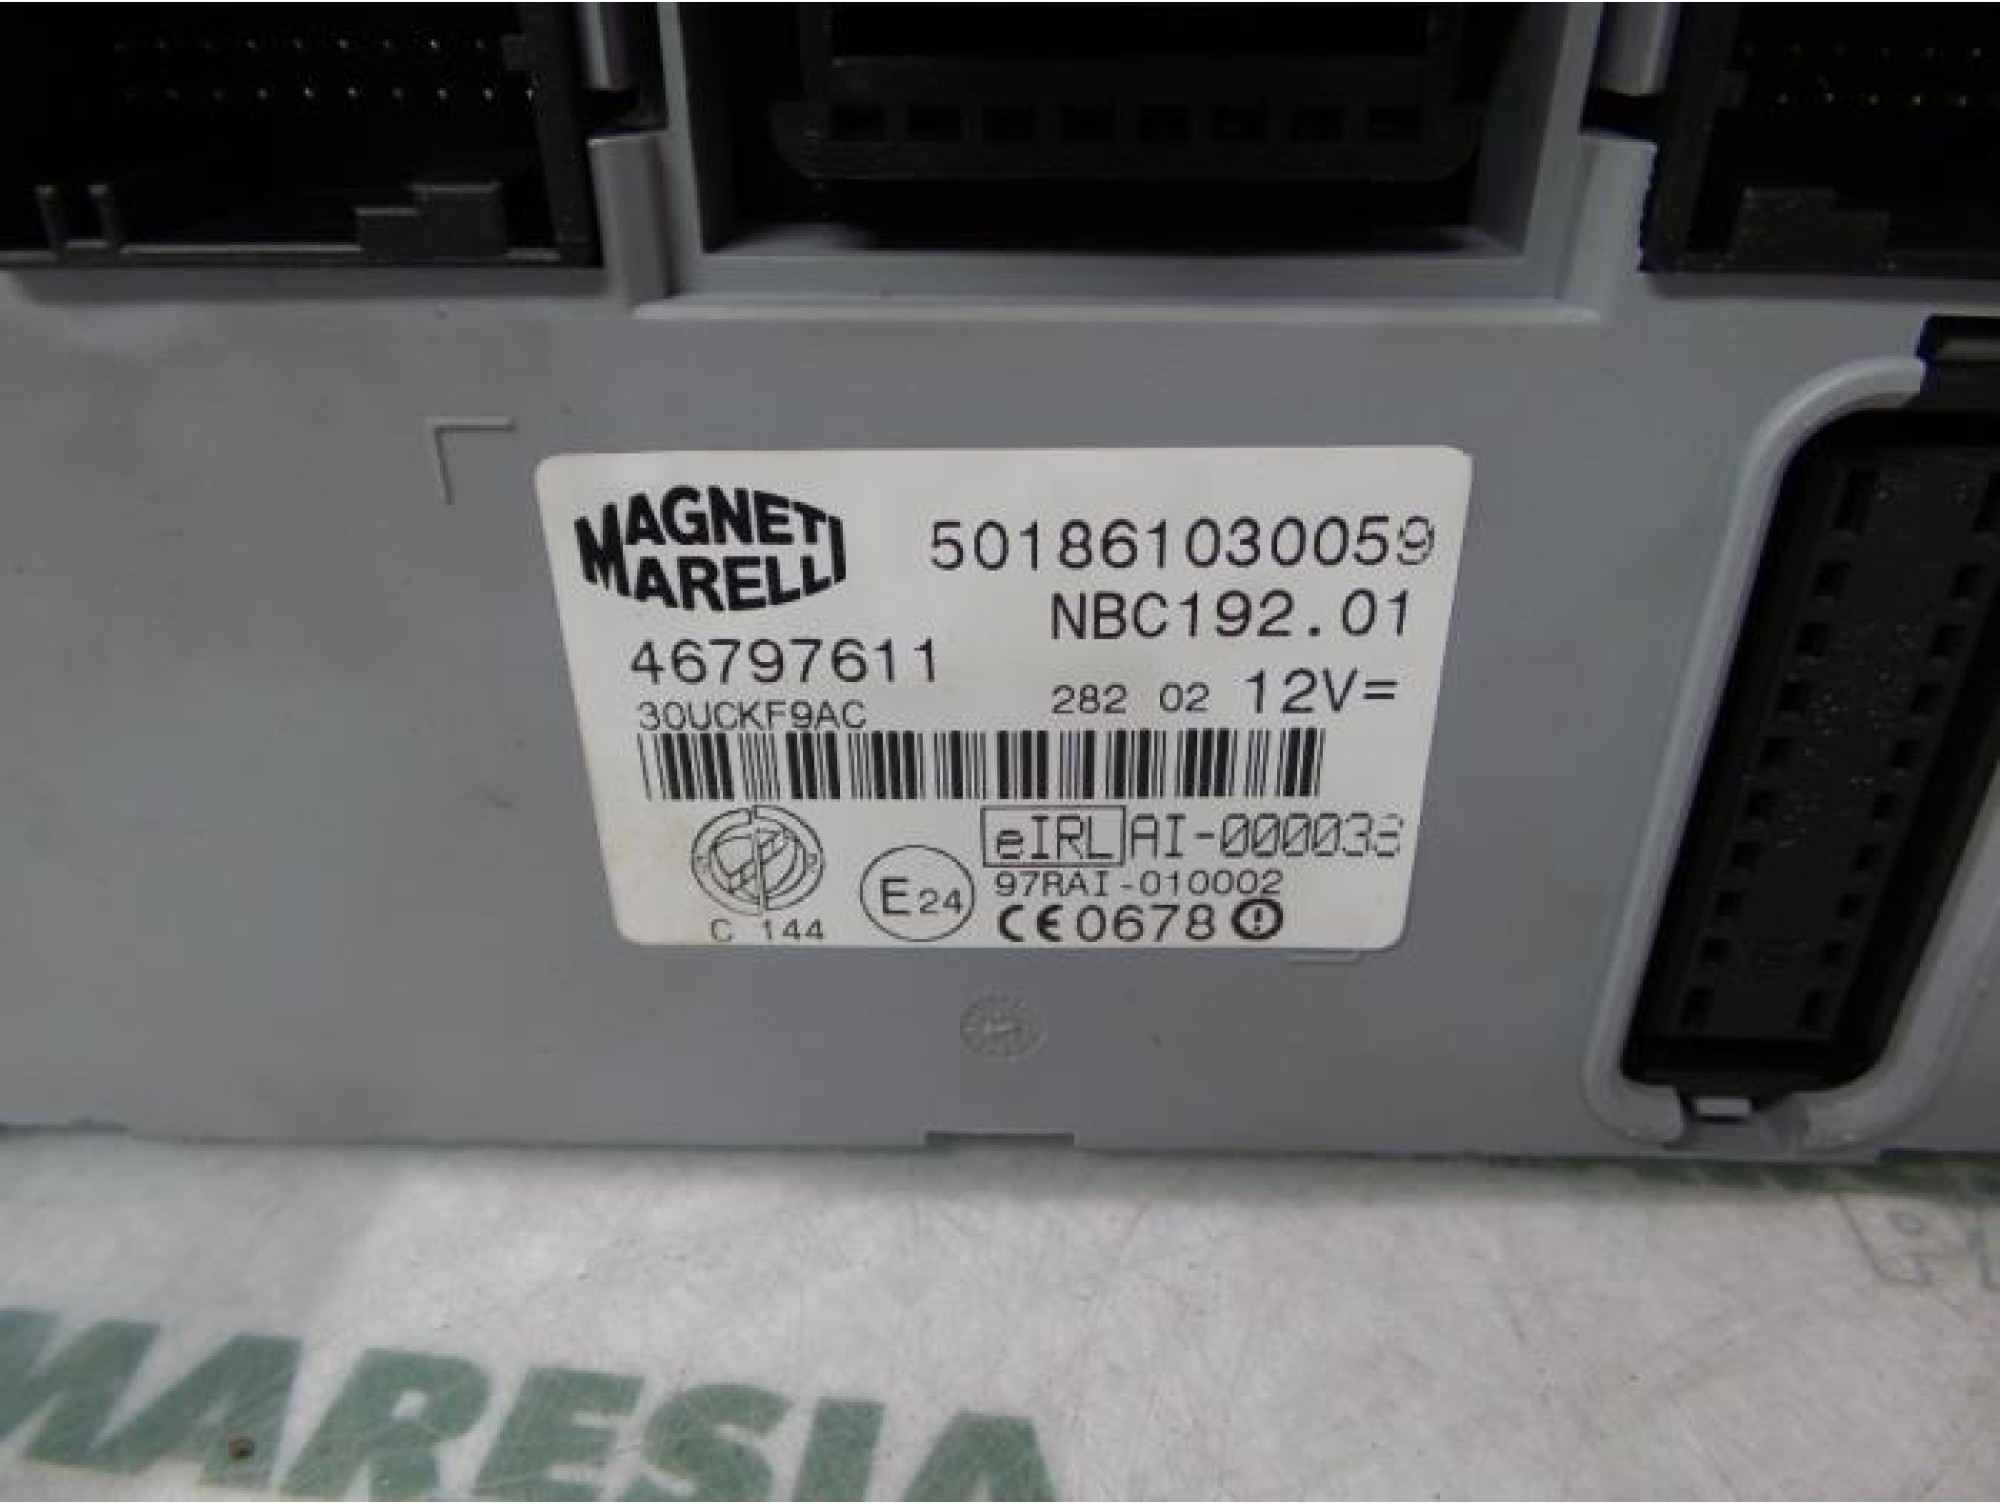 MAGNETI
MARELLI
501861030059
NBC192.01
46797611
30UCKF9AC
282 02 12V=
eIRL AI-000038
97RAI-010002
E24
CE0678
C 144
MARESIA